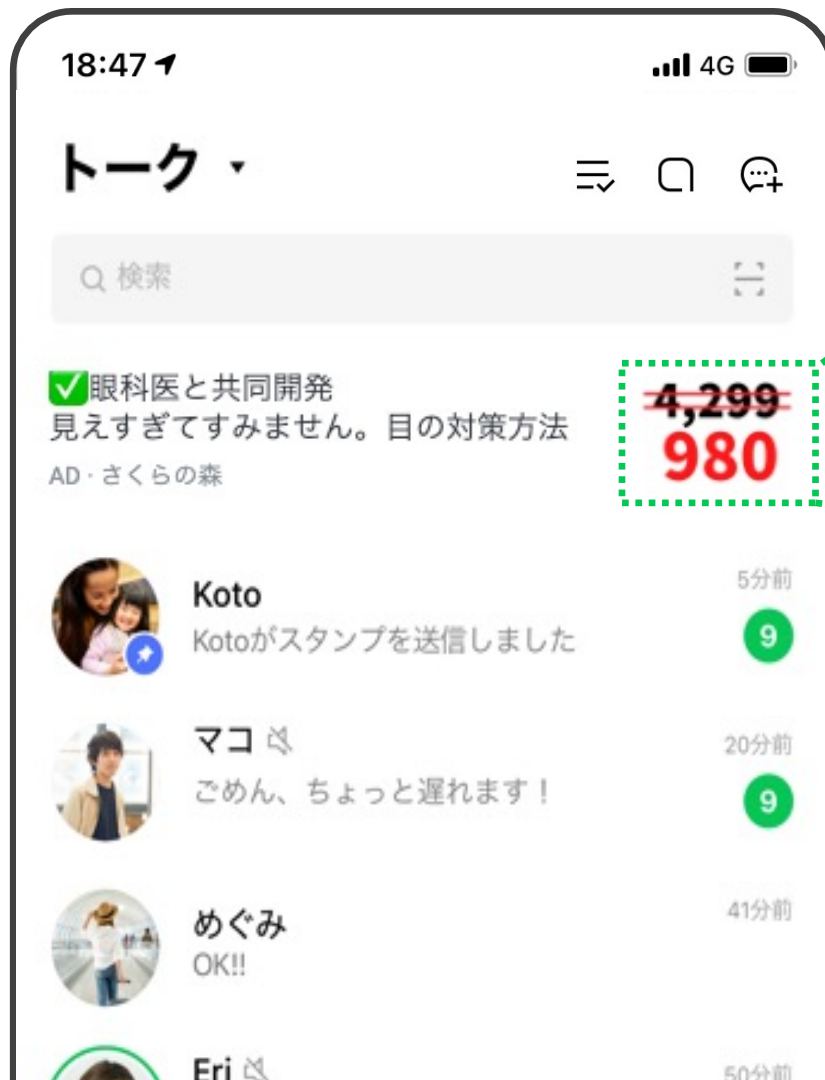 18:47
4G
トーク
検索
✅眼科医と共同開発
見えすぎてすみません。目の対策方法
AD · さくらの森
4,299
980
Koto
5分前
Kotoがスタンプを送信しました
9
マコ
20分前
ごめん、ちょっと遅れます！
9
めぐみ
41分前
OK!!
Eri
50分前